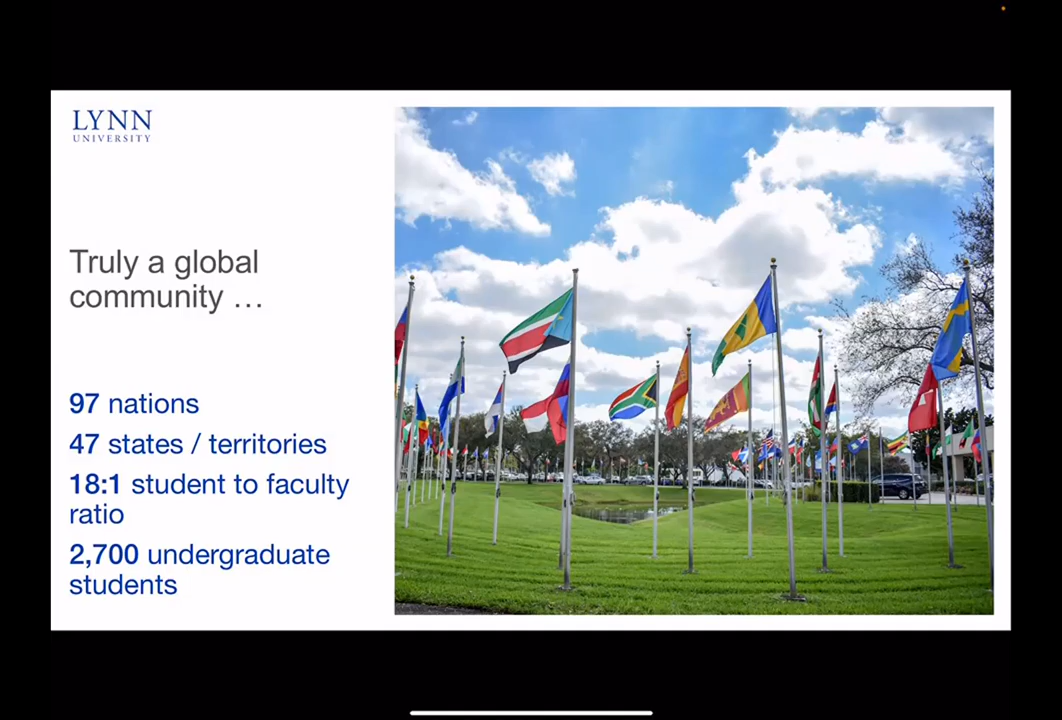 LYNN
UNIVERSITY
Truly a global
community …
97 nations
47 states / territories
18:1 student to faculty
ratio
2,700 undergraduate
students